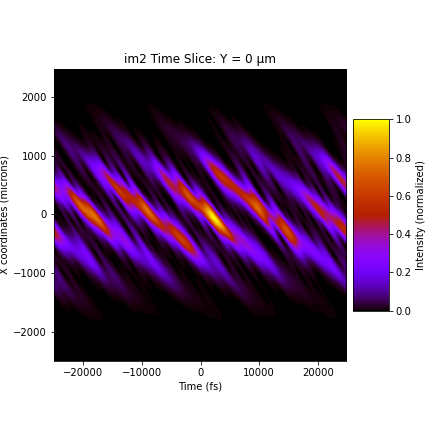 im2 Time Slice: Y = 0 μm
2000
1000
0
−1000
−2000
X coordinates (microns)
−20000 −10000 0 10000 20000
Time (fs)
1.0
0.8
0.6
0.4
0.2
0.0
Intensity (normalized)